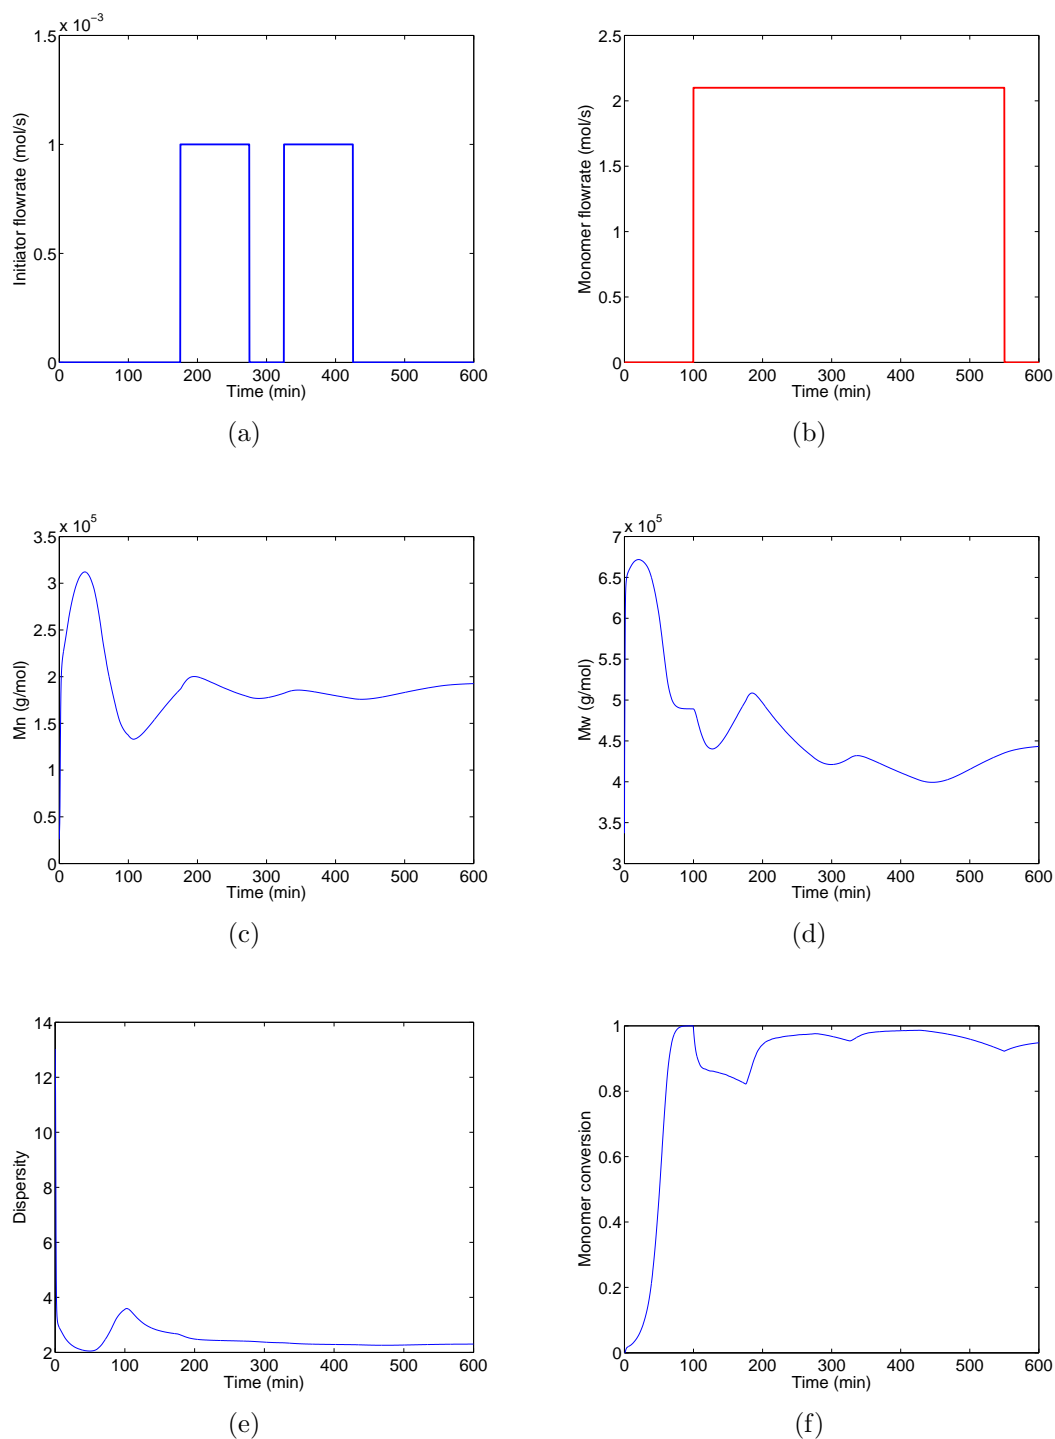 x 10⁻³
1.5
1
0.5
0
Initiator flowrate (mol/s)
0 100 200 300 400 500 600
Time (min)
(a)
2.5
2
1.5
1
0.5
0
Monomer flowrate (mol/s)
0 100 200 300 400 500 600
Time (min)
(b)
x 10⁵
3.5
3
2.5
2
1.5
1
0.5
0
Mn (g/mol)
0 100 200 300 400 500 600
Time (min)
(c)
x 10⁵
7
6.5
6
5.5
5
4.5
4
3.5
3
Mw (g/mol)
0 100 200 300 400 500 600
Time (min)
(d)
14
12
10
8
6
4
2
Dispersity
0 100 200 300 400 500 600
Time (min)
(e)
1
0.8
0.6
0.4
0.2
0
Monomer conversion
0 100 200 300 400 500 600
Time (min)
(f)